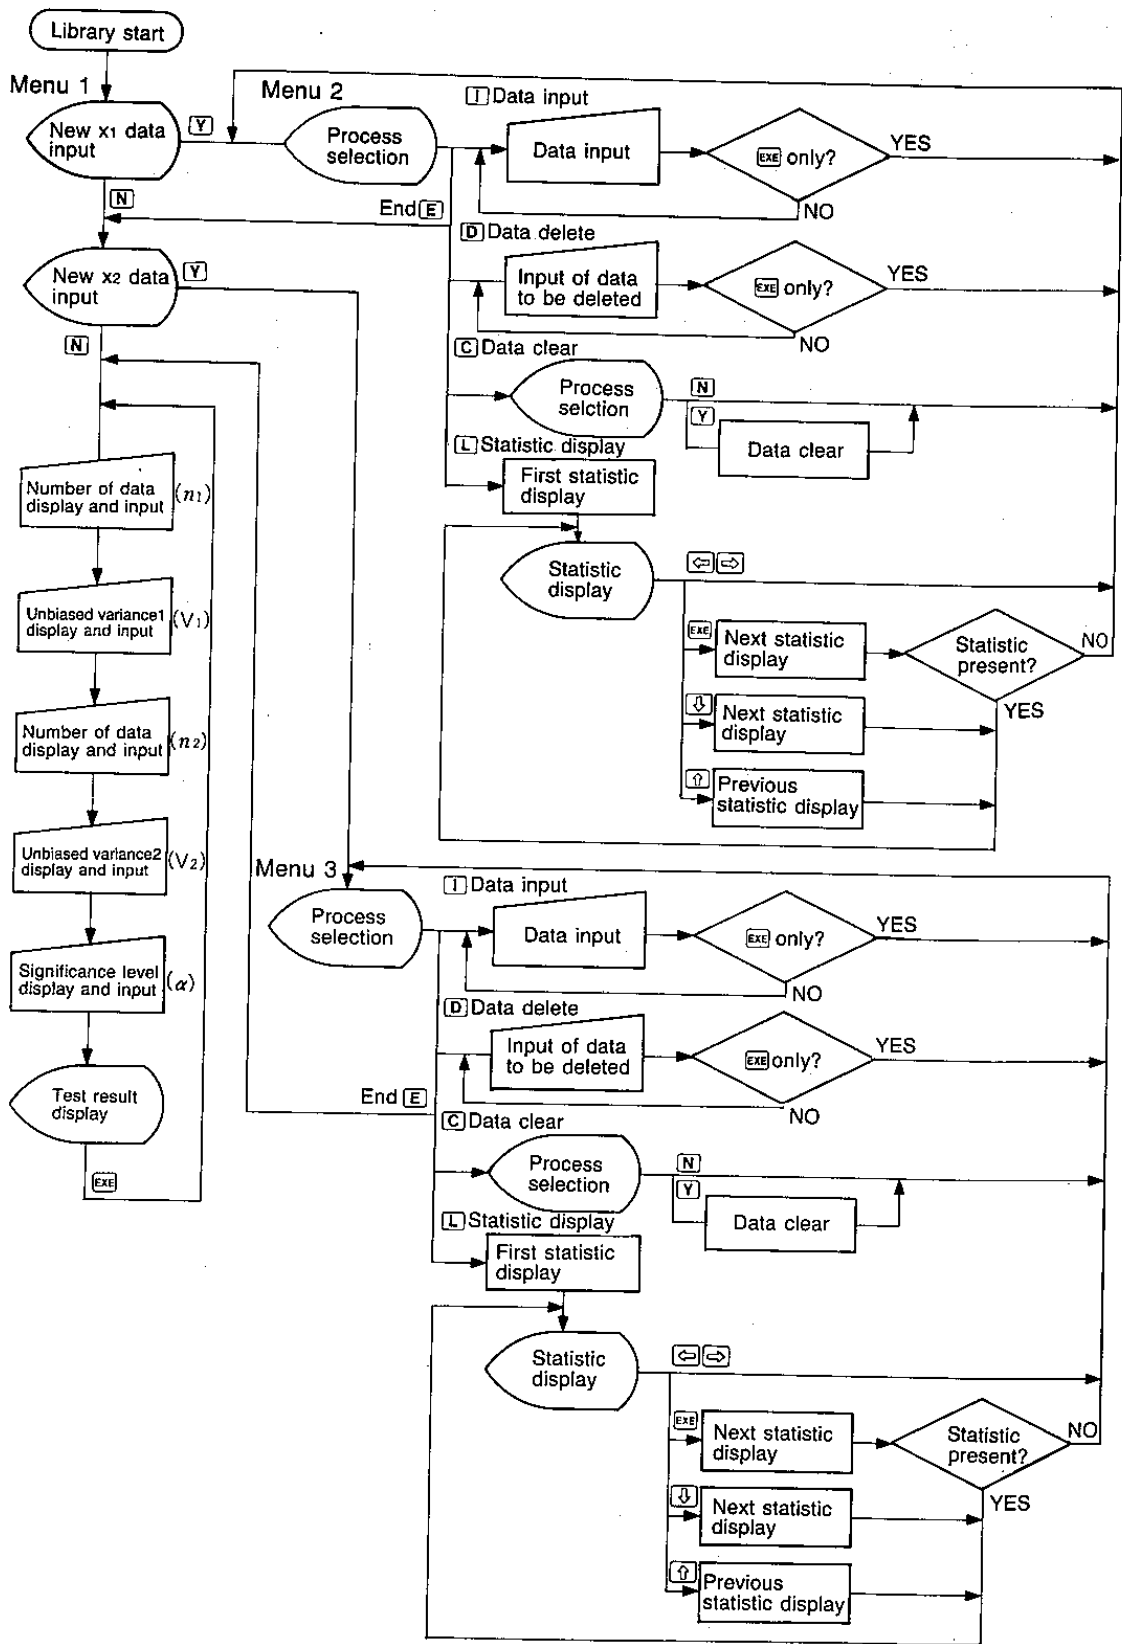 Library start
Menu 1
New x1 data
input
Y
N
Menu 2
Process
selection
End E
I Data input
Data input
EXE only?
YES
NO
D Data delete
Input of data
to be deleted
EXE only?
YES
NO
C Data clear
Process
selction
N
Y
Data clear
L Statistic display
First statistic
display
Statistic
display
⇦ ⇨
EXE
Next statistic
display
Statistic
present?
NO
YES
⇩
Next statistic
display
⇧
Previous
statistic display
New x2 data
input
Y
N
Number of data
display and input
(n1)
Unbiased variance1
display and input
(V1)
Number of data
display and input
(n2)
Unbiased variance2
display and input
(V2)
Significance level
display and input
(α)
Test result
display
EXE
Menu 3
Process
selection
End E
I Data input
Data input
EXE only?
YES
NO
D Data delete
Input of data
to be deleted
EXE only?
YES
NO
C Data clear
Process
selection
N
Y
Data clear
L Statistic display
First statistic
display
Statistic
display
⇦ ⇨
EXE
Next statistic
display
Statistic
present?
NO
YES
⇩
Next statistic
display
⇧
Previous
statistic display